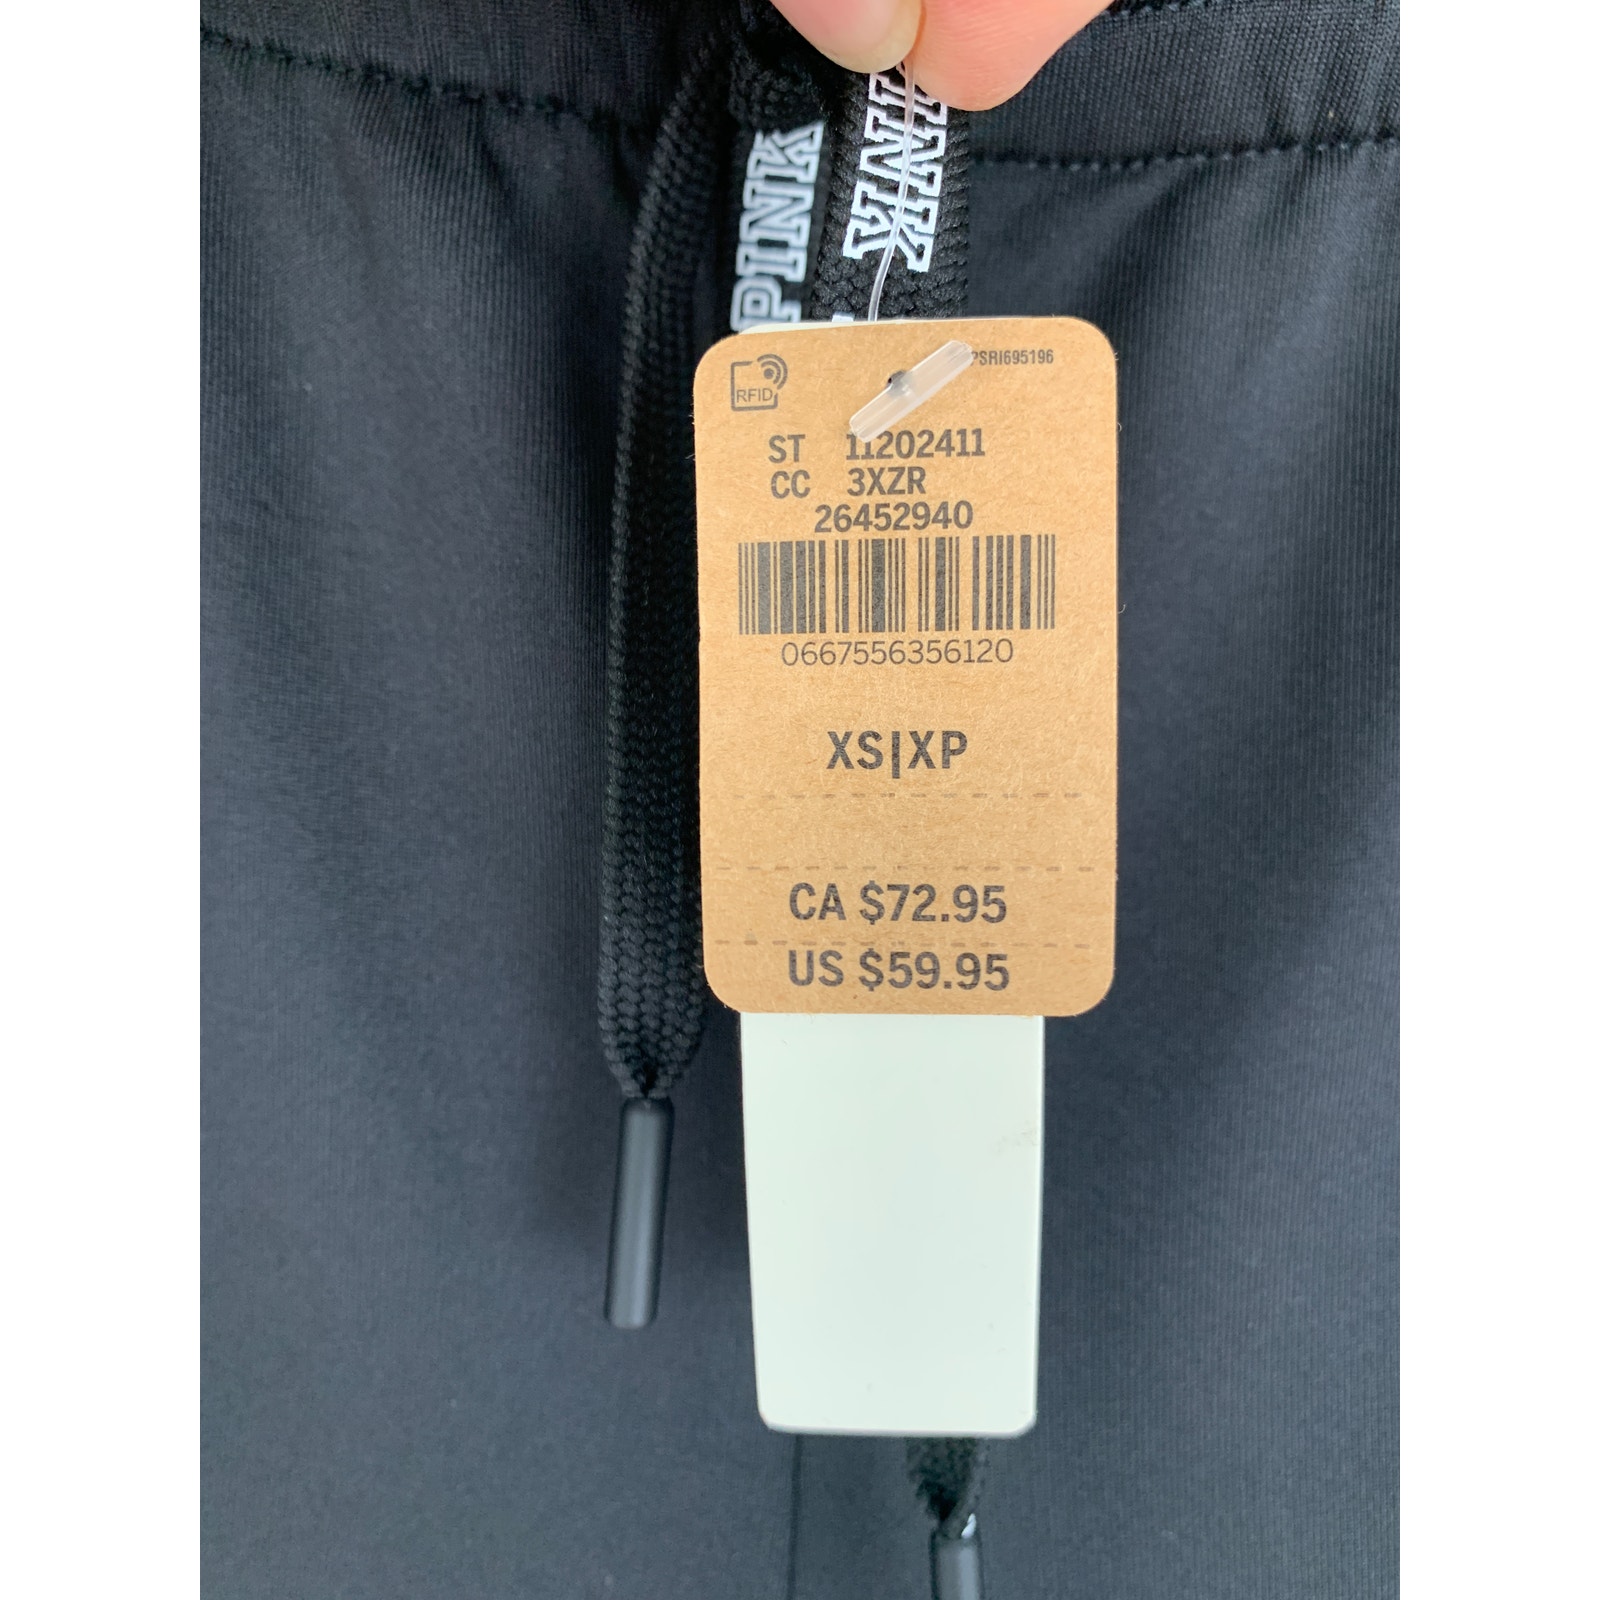 PINK
PINK
RFID
PSRI695196
ST 11202411
CC 3XZR
26452940
0667556356120
XS|XP
CA $72.95
US $59.95